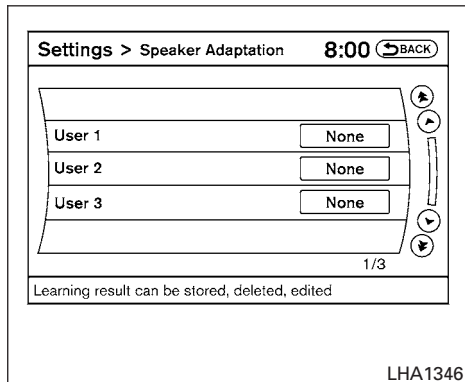 Settings > Speaker Adaptation 8:00 BACK
User 1 None
User 2 None
User 3 None
1/3
Learning result can be stored, deleted, edited
LHA1346